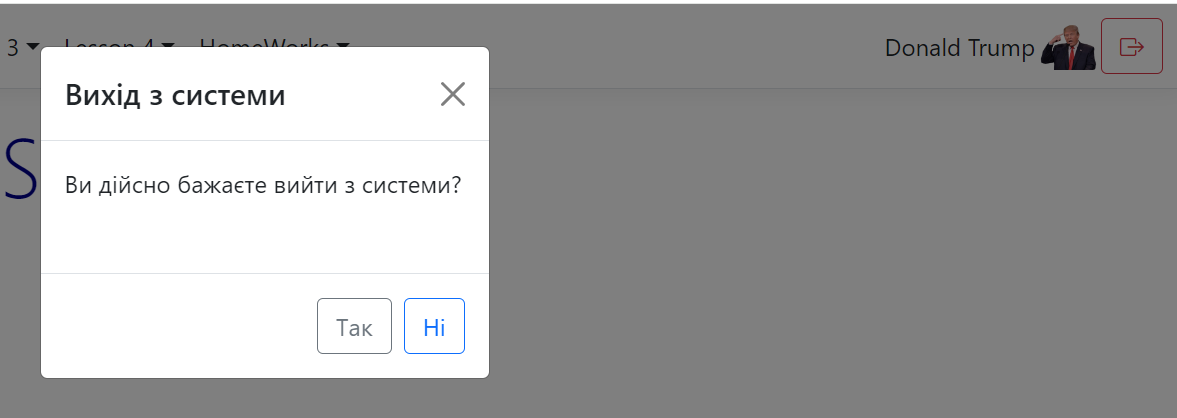 3 Lesson 4 HomeWorks Donald Trump
Вихід з системи
S
Ви дійсно бажаєте вийти з системи?
Так Ні